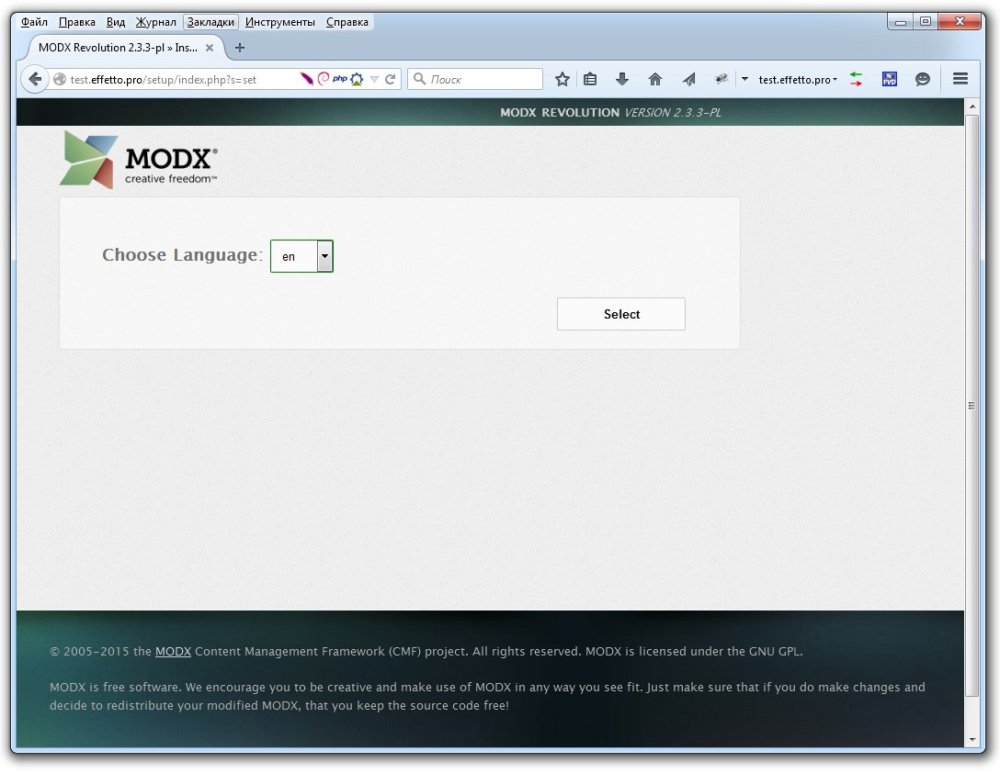 Файл Правка Вид Журнал Закладки Инструменты Справка
MODX Revolution 2.3.3-pl » Ins...
test.effetto.pro/setup/index.php?s=set php Поиск test.effetto.pro FVD
MODX REVOLUTION VERSION 2.3.3-PL
MODX®
creative freedom™
Choose Language: en
Select
© 2005-2015 the MODX Content Management Framework (CMF) project. All rights reserved. MODX is licensed under the GNU GPL.
MODX is free software. We encourage you to be creative and make use of MODX in any way you see fit. Just make sure that if you do make changes and
decide to redistribute your modified MODX, that you keep the source code free!